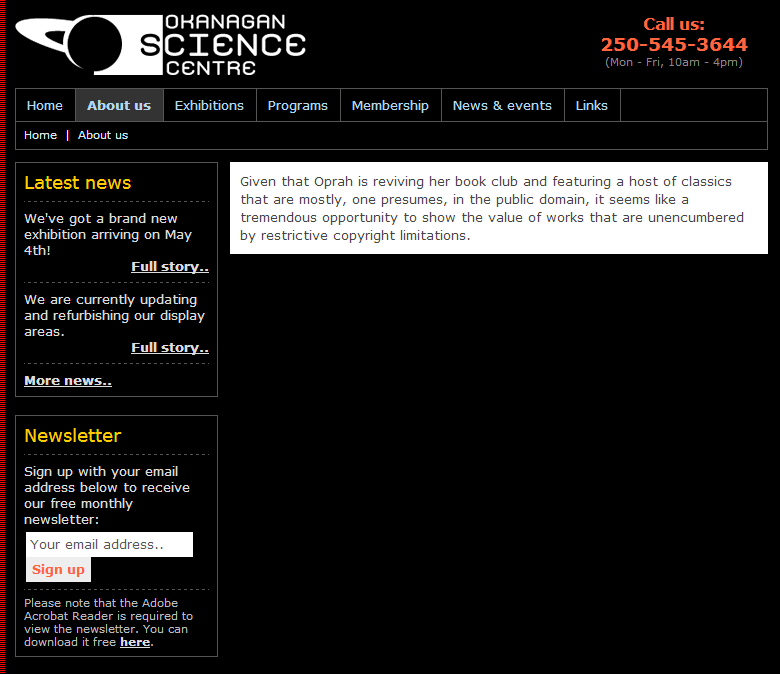 OKANAGAN
SCIENCE
CENTRE
Call us:
250-545-3644
(Mon - Fri, 10am - 4pm)
Home About us Exhibitions Programs Membership News & events Links
Home | About us
Latest news
We've got a brand new
exhibition arriving on May
4th!
Full story..
We are currently updating
and refurbishing our display
areas.
Full story..
More news..
Newsletter
Sign up with your email
address below to receive
our free monthly
newsletter:
Your email address..
Sign up
Please note that the Adobe
Acrobat Reader is required to
view the newsletter. You can
download it free here.
Given that Oprah is reviving her book club and featuring a host of classics
that are mostly, one presumes, in the public domain, it seems like a
tremendous opportunity to show the value of works that are unencumbered
by restrictive copyright limitations.